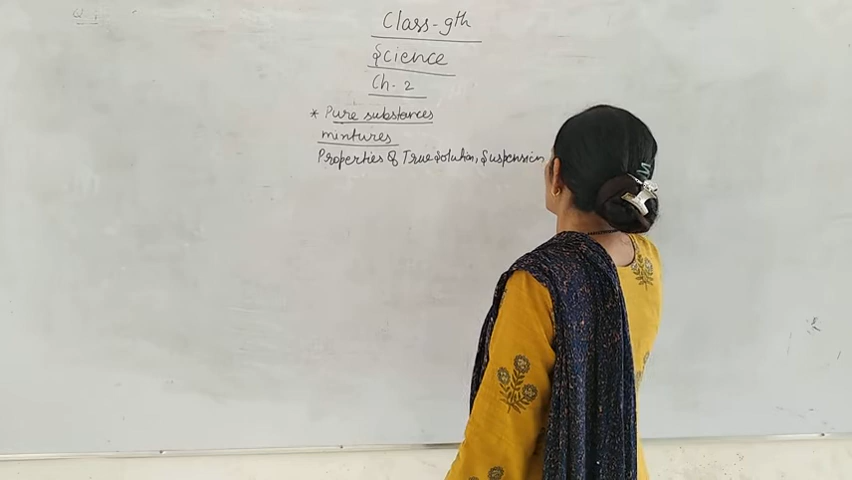 Class-9th
Science
Ch. 2
* Pure substances
mixtures
Properties of True Solution, Suspension